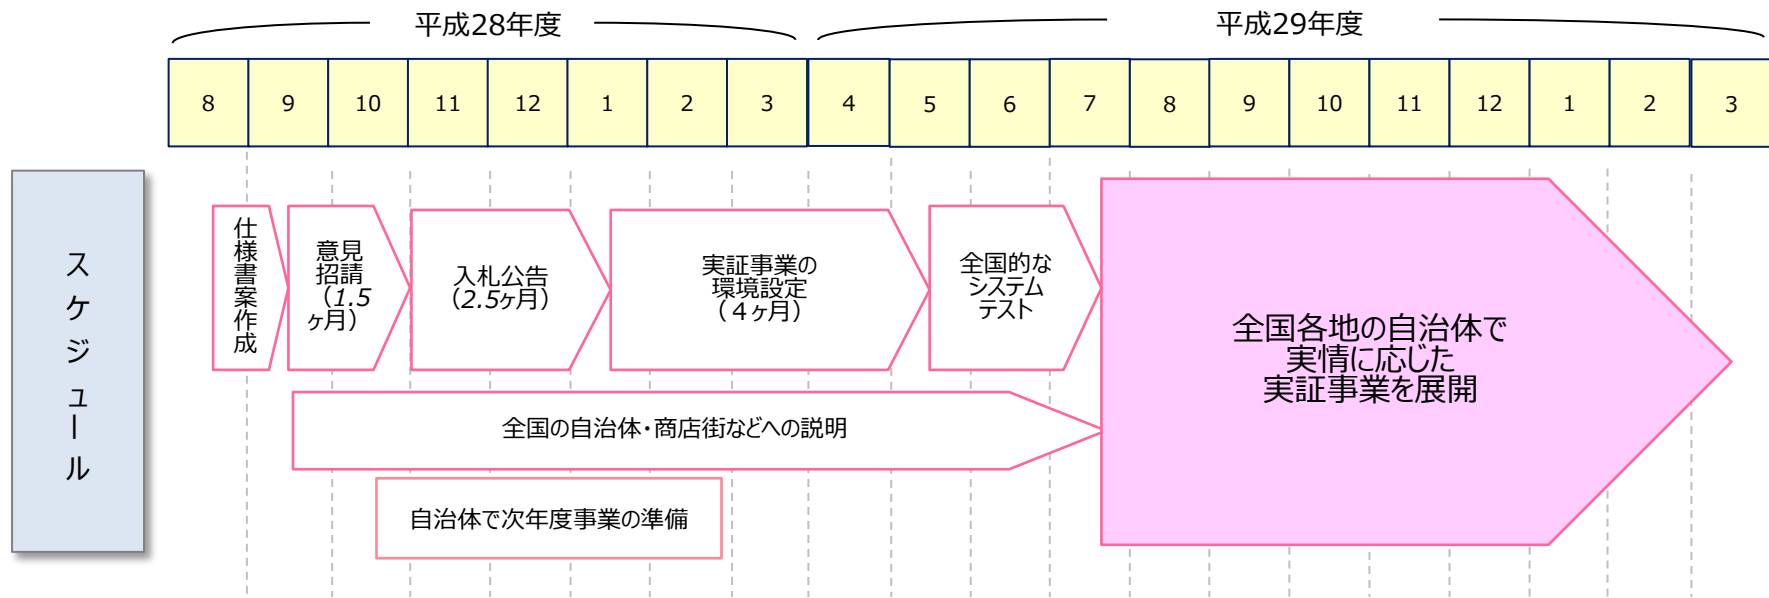 平成28年度
平成29年度
8 9 10 11 12 1 2 3 4 5 6 7 8 9 10 11 12 1 2 3
スケジュール
仕様書案作成
意見
招請
（1.5
ヶ月）
入札公告
（2.5ヶ月）
実証事業の
環境設定
（４ヶ月）
全国的な
システム
テスト
全国各地の自治体で
実情に応じた
実証事業を展開
全国の自治体・商店街などへの説明
自治体で次年度事業の準備